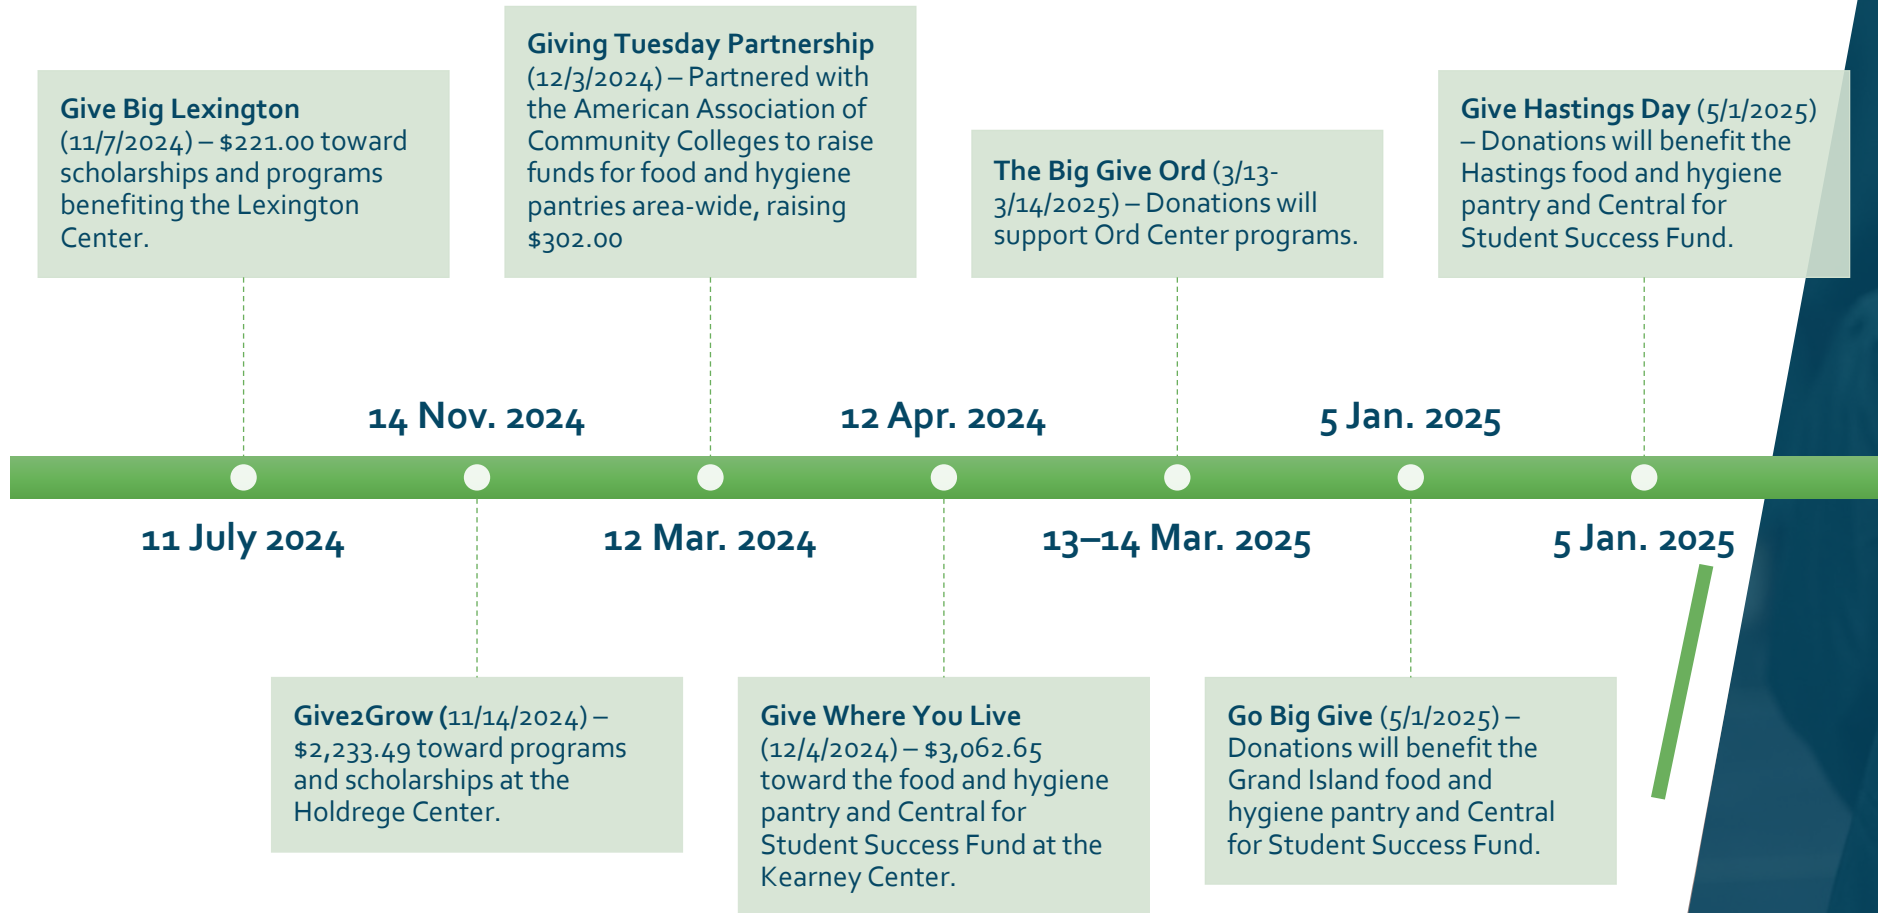 Give Big Lexington
(11/7/2024) – $221.00 toward
scholarships and programs
benefiting the Lexington
Center.
Giving Tuesday Partnership
(12/3/2024) – Partnered with
the American Association of
Community Colleges to raise
funds for food and hygiene
pantries area-wide, raising
$302.00
The Big Give Ord (3/13-
3/14/2025) – Donations will
support Ord Center programs.
Give Hastings Day (5/1/2025)
– Donations will benefit the
Hastings food and hygiene
pantry and Central for
Student Success Fund.
14 Nov. 2024
12 Apr. 2024
5 Jan. 2025
11 July 2024
12 Mar. 2024
13–14 Mar. 2025
5 Jan. 2025
Give2Grow (11/14/2024) –
$2,233.49 toward programs
and scholarships at the
Holdrege Center.
Give Where You Live
(12/4/2024) – $3,062.65
toward the food and hygiene
pantry and Central for
Student Success Fund at the
Kearney Center.
Go Big Give (5/1/2025) –
Donations will benefit the
Grand Island food and
hygiene pantry and Central
for Student Success Fund.